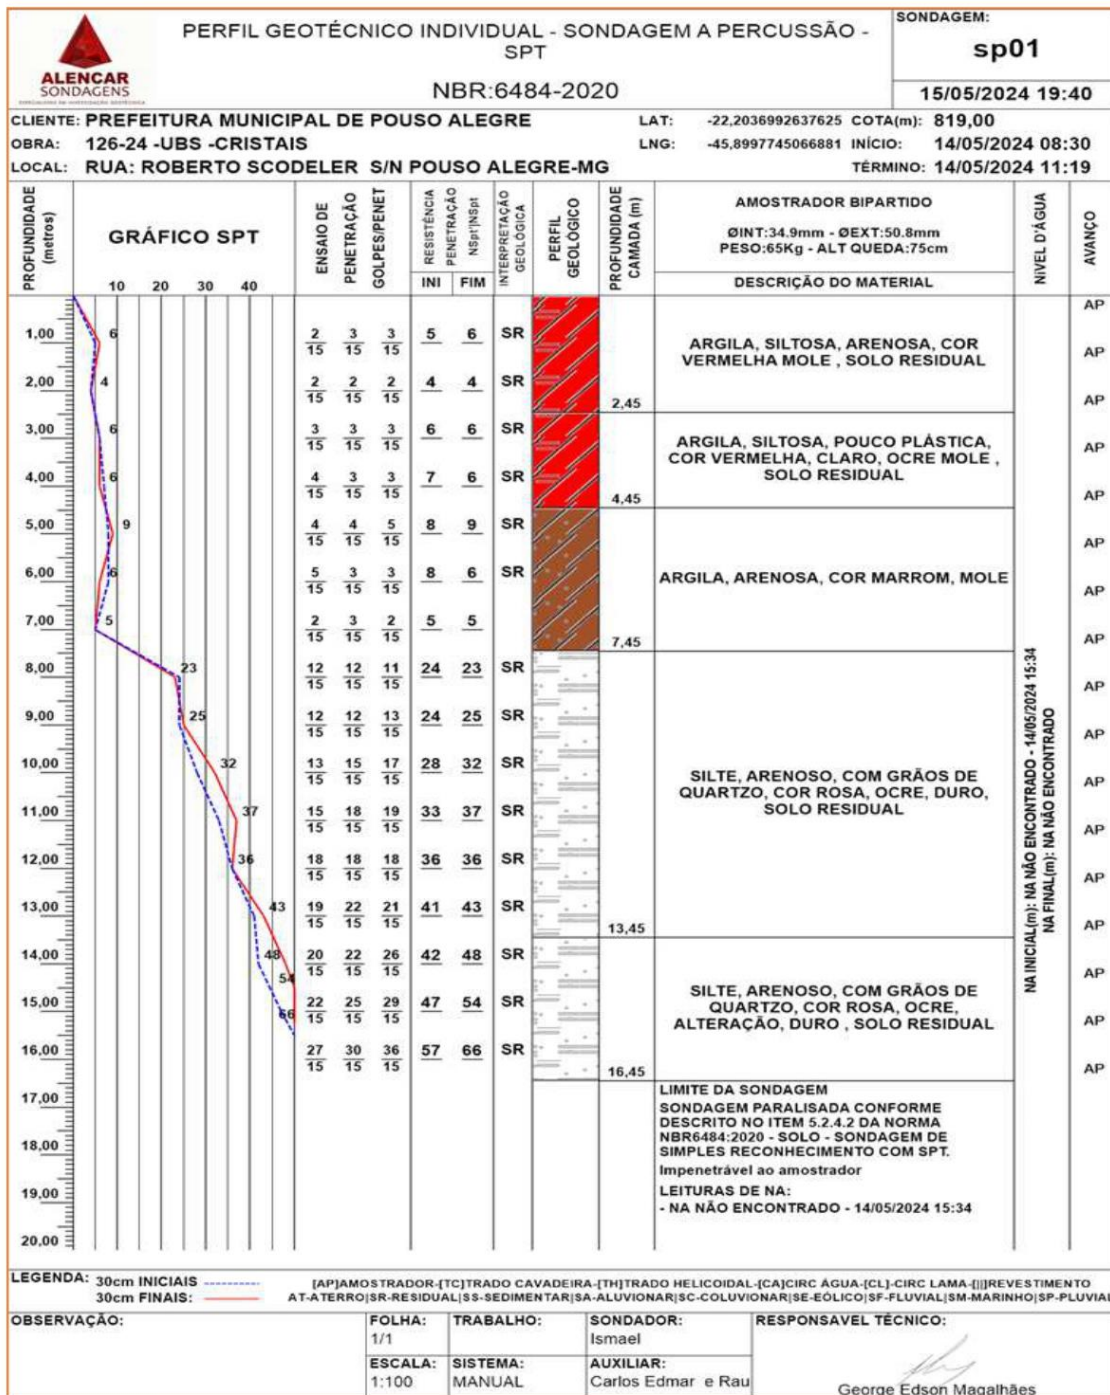 ALENCAR
SONDAGENS
PERFIL GEOTÉCNICO INDIVIDUAL - SONDAGEM A PERCUSSÃO -
SPT
NBR:6484-2020
SONDAGEM:
sp01
15/05/2024 19:40
CLIENTE: PREFEITURA MUNICIPAL DE POUSO ALEGRE LAT: -22,2036992637625 COTA(m): 819,00
OBRA: 126-24 -UBS -CRISTAIS LNG: -45,8997745066881 INÍCIO: 14/05/2024 08:30
LOCAL: RUA: ROBERTO SCODELER S/N POUSO ALEGRE-MG TÉRMINO: 14/05/2024 11:19
PROFUNDIDADE
(metros)
GRÁFICO SPT
10 20 30 40
ENSAIO DE
PENETRAÇÃO
GOLPES/PENET
RESISTÊNCIA
PENETRAÇÃO
NSpt'|NSpt
INI FIM
INTERPRETAÇÃO
GEOLÓGICA
PERFIL
GEOLÓGICO
PROFUNDIDADE
CAMADA (m)
AMOSTRADOR BIPARTIDO
ØINT:34.9mm - ØEXT:50.8mm
PESO:65Kg - ALT QUEDA:75cm
DESCRIÇÃO DO MATERIAL
NIVEL D'ÁGUA
AVANÇO
AP
1,00 6 2/15 3/15 3/15 5 6 SR AP
ARGILA, SILTOSA, ARENOSA, COR
VERMELHA MOLE , SOLO RESIDUAL
2,00 4 2/15 2/15 2/15 4 4 SR AP
2,45
3,00 6 3/15 3/15 3/15 6 6 SR AP
ARGILA, SILTOSA, POUCO PLÁSTICA,
COR VERMELHA, CLARO, OCRE MOLE ,
SOLO RESIDUAL
4,00 6 4/15 3/15 3/15 7 6 SR AP
4,45
5,00 9 4/15 4/15 5/15 8 9 SR AP
ARGILA, ARENOSA, COR MARROM, MOLE
6,00 6 5/15 3/15 3/15 8 6 SR AP
7,00 5 2/15 3/15 2/15 5 5 AP
7,45
8,00 23 12/15 12/15 11/15 24 23 SR AP
9,00 25 12/15 12/15 13/15 24 25 SR AP
10,00 32 13/15 15/15 17/15 28 32 SR AP
SILTE, ARENOSO, COM GRÃOS DE
QUARTZO, COR ROSA, OCRE, DURO,
SOLO RESIDUAL
11,00 37 15/15 18/15 19/15 33 37 SR AP
12,00 36 18/15 18/15 18/15 36 36 SR AP
13,00 43 19/15 22/15 21/15 41 43 SR AP
13,45
14,00 48 20/15 22/15 26/15 42 48 SR AP
54
SILTE, ARENOSO, COM GRÃOS DE
QUARTZO, COR ROSA, OCRE,
ALTERAÇÃO, DURO , SOLO RESIDUAL
15,00 66 22/15 25/15 29/15 47 54 SR AP
16,00 27/15 30/15 36/15 57 66 SR AP
16,45
NA INICIAL(m): NA NÃO ENCONTRADO - 14/05/2024 15:34
NA FINAL(m): NA NÃO ENCONTRADO
17,00
18,00
19,00
20,00
LIMITE DA SONDAGEM
SONDAGEM PARALISADA CONFORME
DESCRITO NO ITEM 5.2.4.2 DA NORMA
NBR6484:2020 - SOLO - SONDAGEM DE
SIMPLES RECONHECIMENTO COM SPT.
Impenetrável ao amostrador
LEITURAS DE NA:
- NA NÃO ENCONTRADO - 14/05/2024 15:34
LEGENDA: 30cm INICIAIS
30cm FINAIS:
[AP]AMOSTRADOR-[TC]TRADO CAVADEIRA-[TH]TRADO HELICOIDAL-[CA]CIRC ÁGUA-[CL]-CIRC LAMA-[||]REVESTIMENTO
AT-ATERRO|SR-RESIDUAL|SS-SEDIMENTAR|SA-ALUVIONAR|SC-COLUVIONAR|SE-EÓLICO|SF-FLUVIAL|SM-MARINHO|SP-PLUVIAL
OBSERVAÇÃO:
FOLHA:
1/1
TRABALHO:
SONDADOR:
Ismael
RESPONSAVEL TÉCNICO:
ESCALA:
1:100
SISTEMA:
MANUAL
AUXILIAR:
Carlos Edmar e Rau
George Edson Magalhães